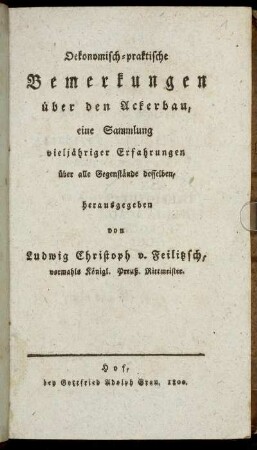 Oekonomisch-praktische
Bemerkungen
über den Ackerbau,
eine Sammlung
vieljähriger Erfahrungen
über alle Gegenstände desselben,
herausgegeben
von
Ludwig Christoph v. Feilitzsch,
vormahls Königl. Preuß. Rittmeister.
Hof,
bey Gottfried Adolph Grau. 1800.